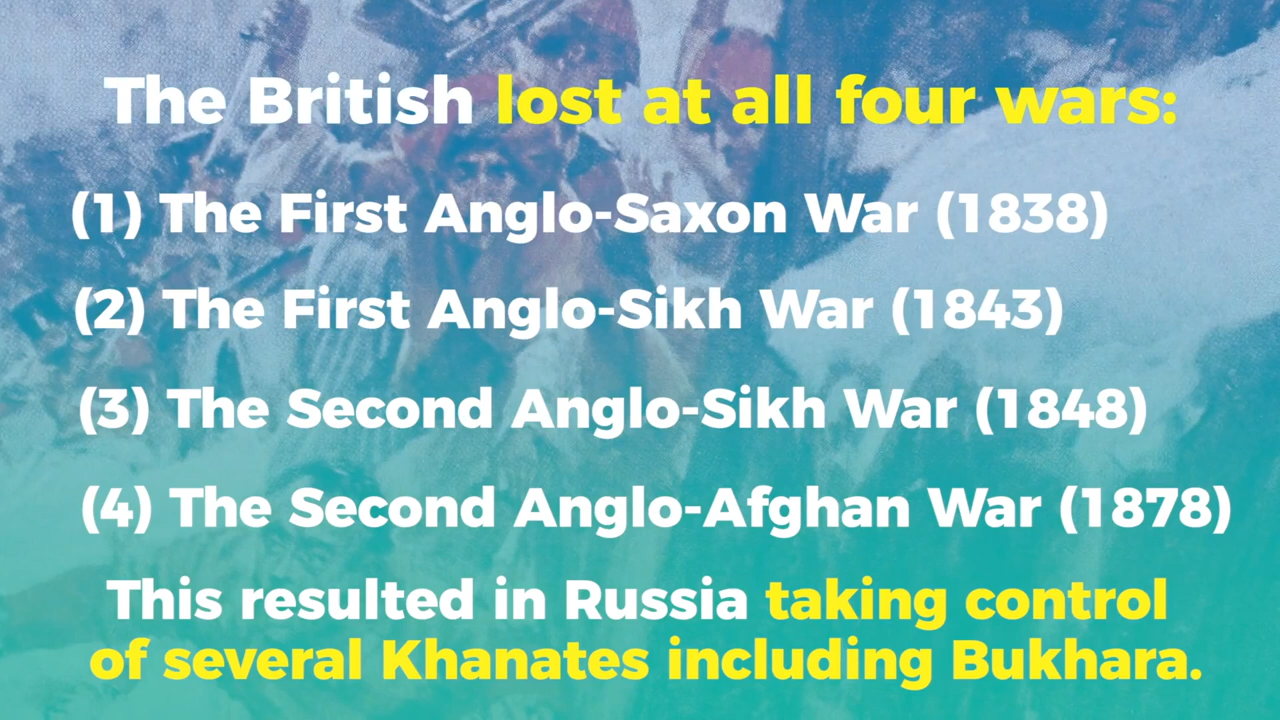 The British lost at all four wars:
(1) The First Anglo-Saxon War (1838)
(2) The First Anglo-Sikh War (1843)
(3) The Second Anglo-Sikh War (1848)
(4) The Second Anglo-Afghan War (1878)
This resulted in Russia taking control
of several Khanates including Bukhara.